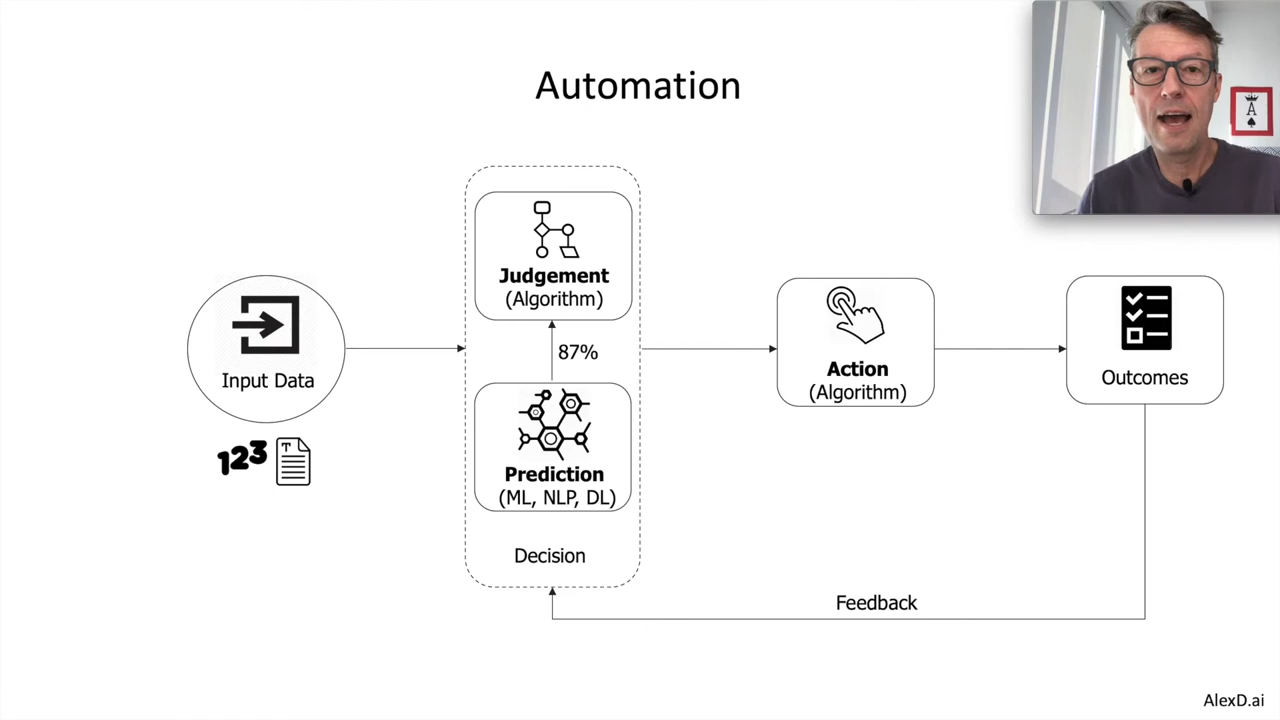 Automation
A
Judgement
(Algorithm)
87%
Input Data
123
T
Prediction
(ML, NLP, DL)
Decision
Action
(Algorithm)
Outcomes
Feedback
AlexD.ai